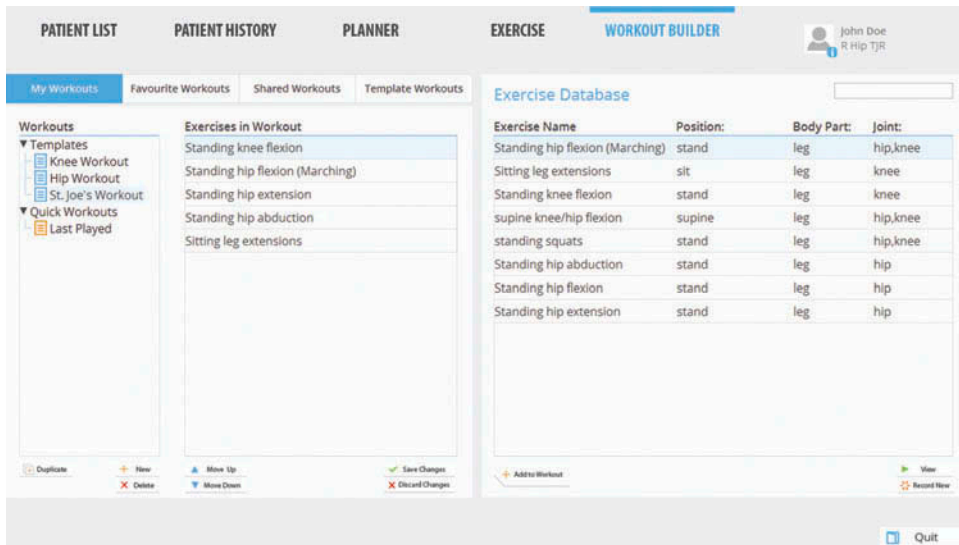 PATIENT LIST PATIENT HISTORY PLANNER EXERCISE WORKOUT BUILDER
John Doe
R Hip TJR
My Workouts Favourite Workouts Shared Workouts Template Workouts
Workouts
Templates
Knee Workout
Hip Workout
St. Joe's Workout
Quick Workouts
Last Played
Duplicate
New
Delete
Exercises in Workout
Standing knee flexion
Standing hip flexion (Marching)
Standing hip extension
Standing hip abduction
Sitting leg extensions
Move Up
Move Down
Save Changes
Discard Changes
Exercise Database
Exercise Name Position: Body Part: Joint:
Standing hip flexion (Marching) stand leg hip,knee
Sitting leg extensions sit leg knee
Standing knee flexion stand leg knee
supine knee/hip flexion supine leg hip,knee
standing squats stand leg hip,knee
Standing hip abduction stand leg hip
Standing hip flexion stand leg hip
Standing hip extension stand leg hip
Add to Workout
View
Record New
Quit